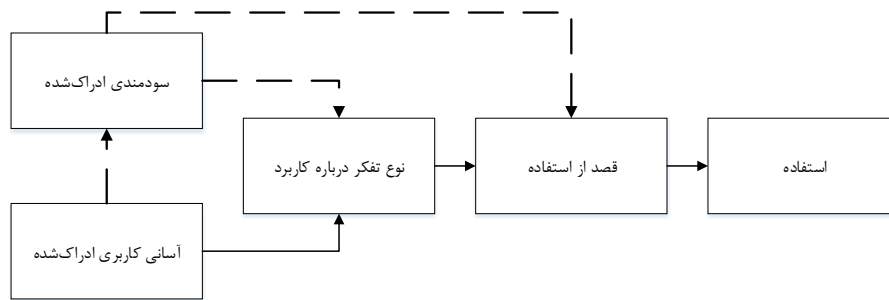 سودمندی ادراک‌شده
نوع تفکر درباره کاربرد
قصد از استفاده
استفاده
آسانی کاربری ادراک‌شده